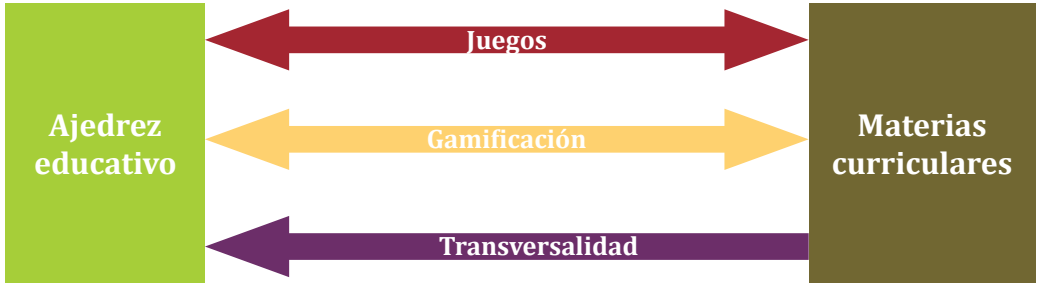 Juegos
Ajedrez
educativo
Gamificación
Materias
curriculares
Transversalidad